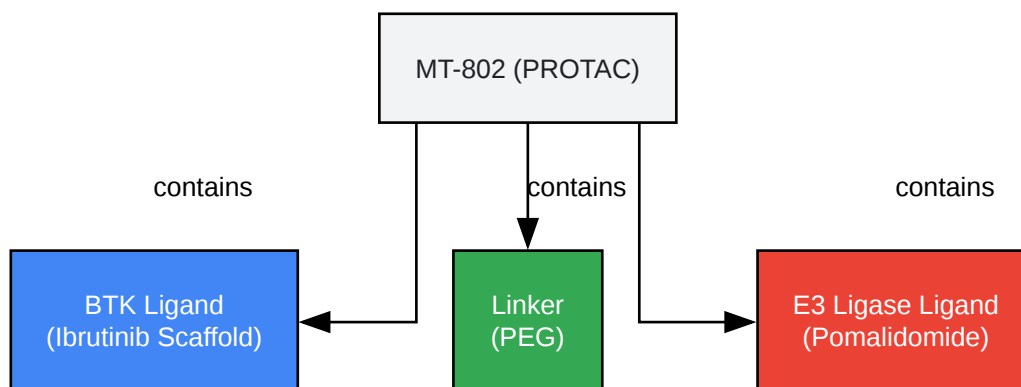 MT-802 (PROTAC)
contains
contains
contains
BTK Ligand
(Ibrutinib Scaffold)
Linker
(PEG)
E3 Ligase Ligand
(Pomalidomide)